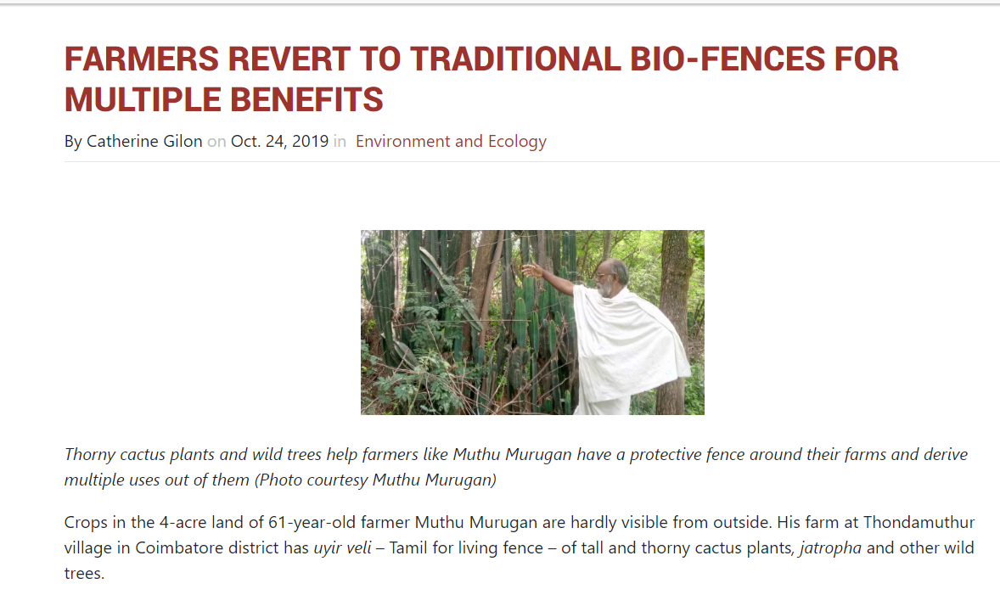 FARMERS REVERT TO TRADITIONAL BIO-FENCES FOR
MULTIPLE BENEFITS
By Catherine Gilon on Oct. 24, 2019 in Environment and Ecology
Thorny cactus plants and wild trees help farmers like Muthu Murugan have a protective fence around their farms and derive
multiple uses out of them (Photo courtesy Muthu Murugan)
Crops in the 4-acre land of 61-year-old farmer Muthu Murugan are hardly visible from outside. His farm at Thondamuthur
village in Coimbatore district has uyir veli – Tamil for living fence – of tall and thorny cactus plants, jatropha and other wild
trees.